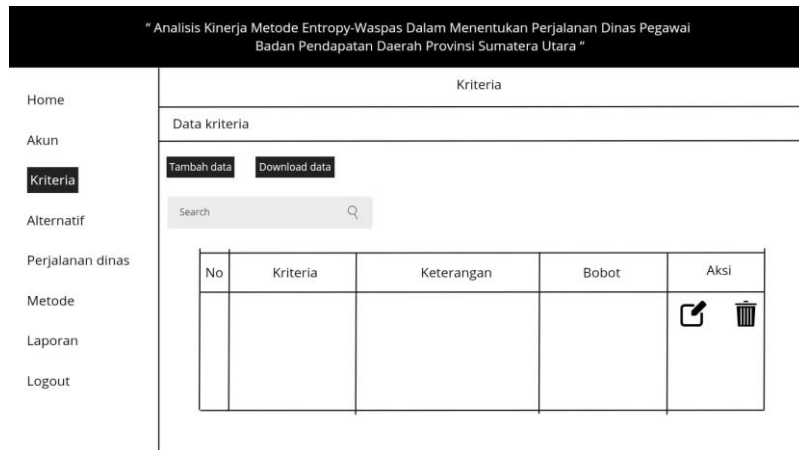 “ Analisis Kinerja Metode Entropy-Waspas Dalam Menentukan Perjalanan Dinas Pegawai
Badan Pendapatan Daerah Provinsi Sumatera Utara “
Home
Akun
Kriteria
Alternatif
Perjalanan dinas
Metode
Laporan
Logout
Kriteria
Data kriteria
Tambah data Download data
Search
No Kriteria Keterangan Bobot Aksi